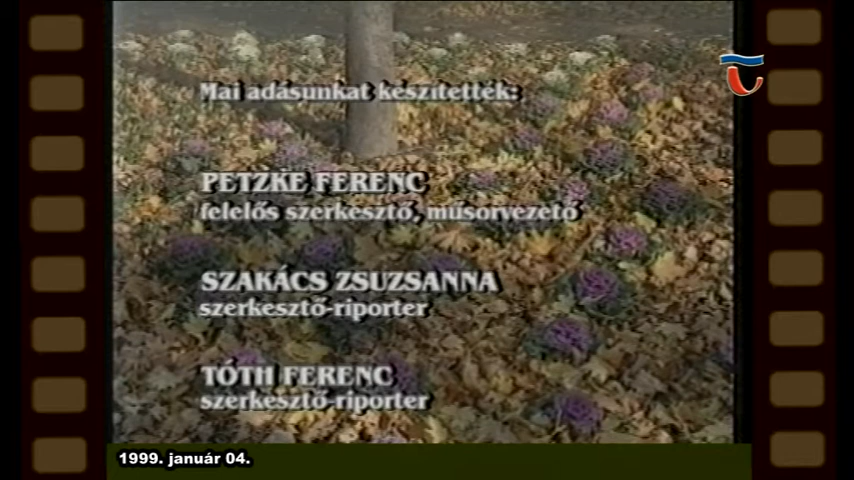 Mai adásunkat készítették:
PETZKE FERENC
felelős szerkesztő, műsorvezető
SZAKÁCS ZSUZSANNA
szerkesztő-riporter
TÓTH FERENC
szerkesztő-riporter
1999. január 04.